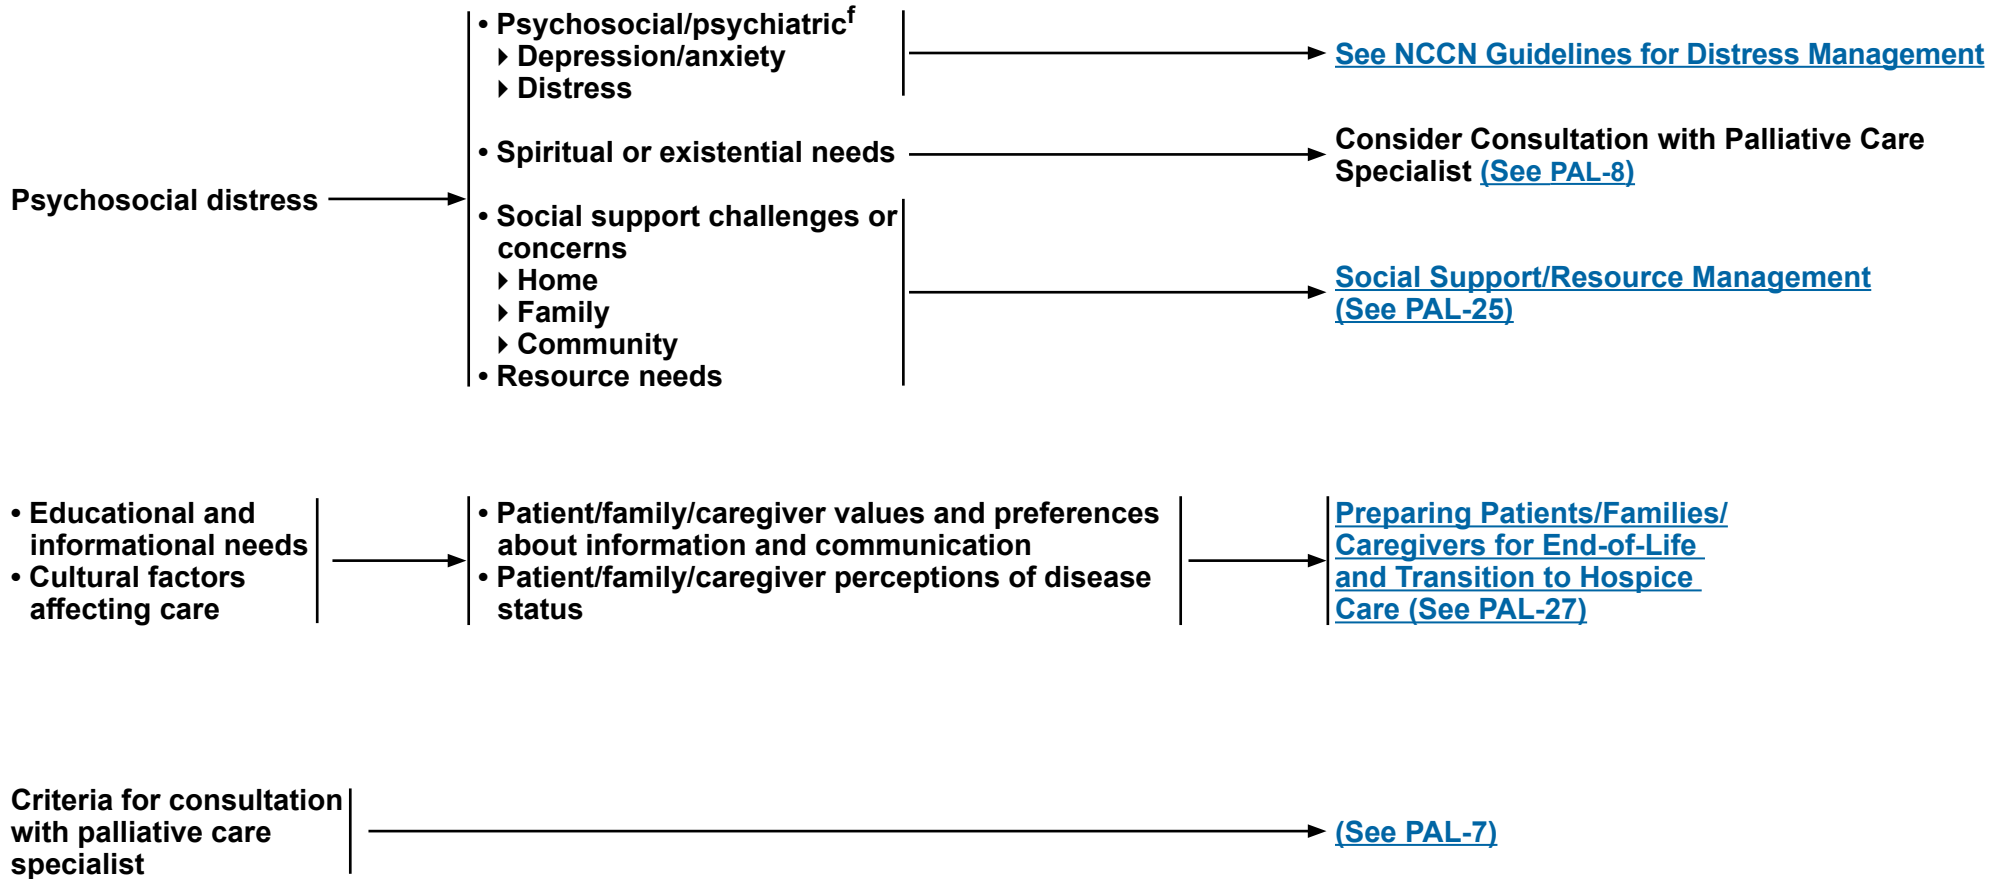 Psychosocial distress
• Psychosocial/psychiatricᶠ
▸ Depression/anxiety
▸ Distress
See NCCN Guidelines for Distress Management
• Spiritual or existential needs
Consider Consultation with Palliative Care
Specialist (See PAL-8)
• Social support challenges or
concerns
▸ Home
▸ Family
▸ Community
• Resource needs
Social Support/Resource Management
(See PAL-25)
• Educational and
informational needs
• Cultural factors
affecting care
• Patient/family/caregiver values and preferences
about information and communication
• Patient/family/caregiver perceptions of disease
status
Preparing Patients/Families/
Caregivers for End-of-Life
and Transition to Hospice
Care (See PAL-27)
Criteria for consultation
with palliative care
specialist
(See PAL-7)